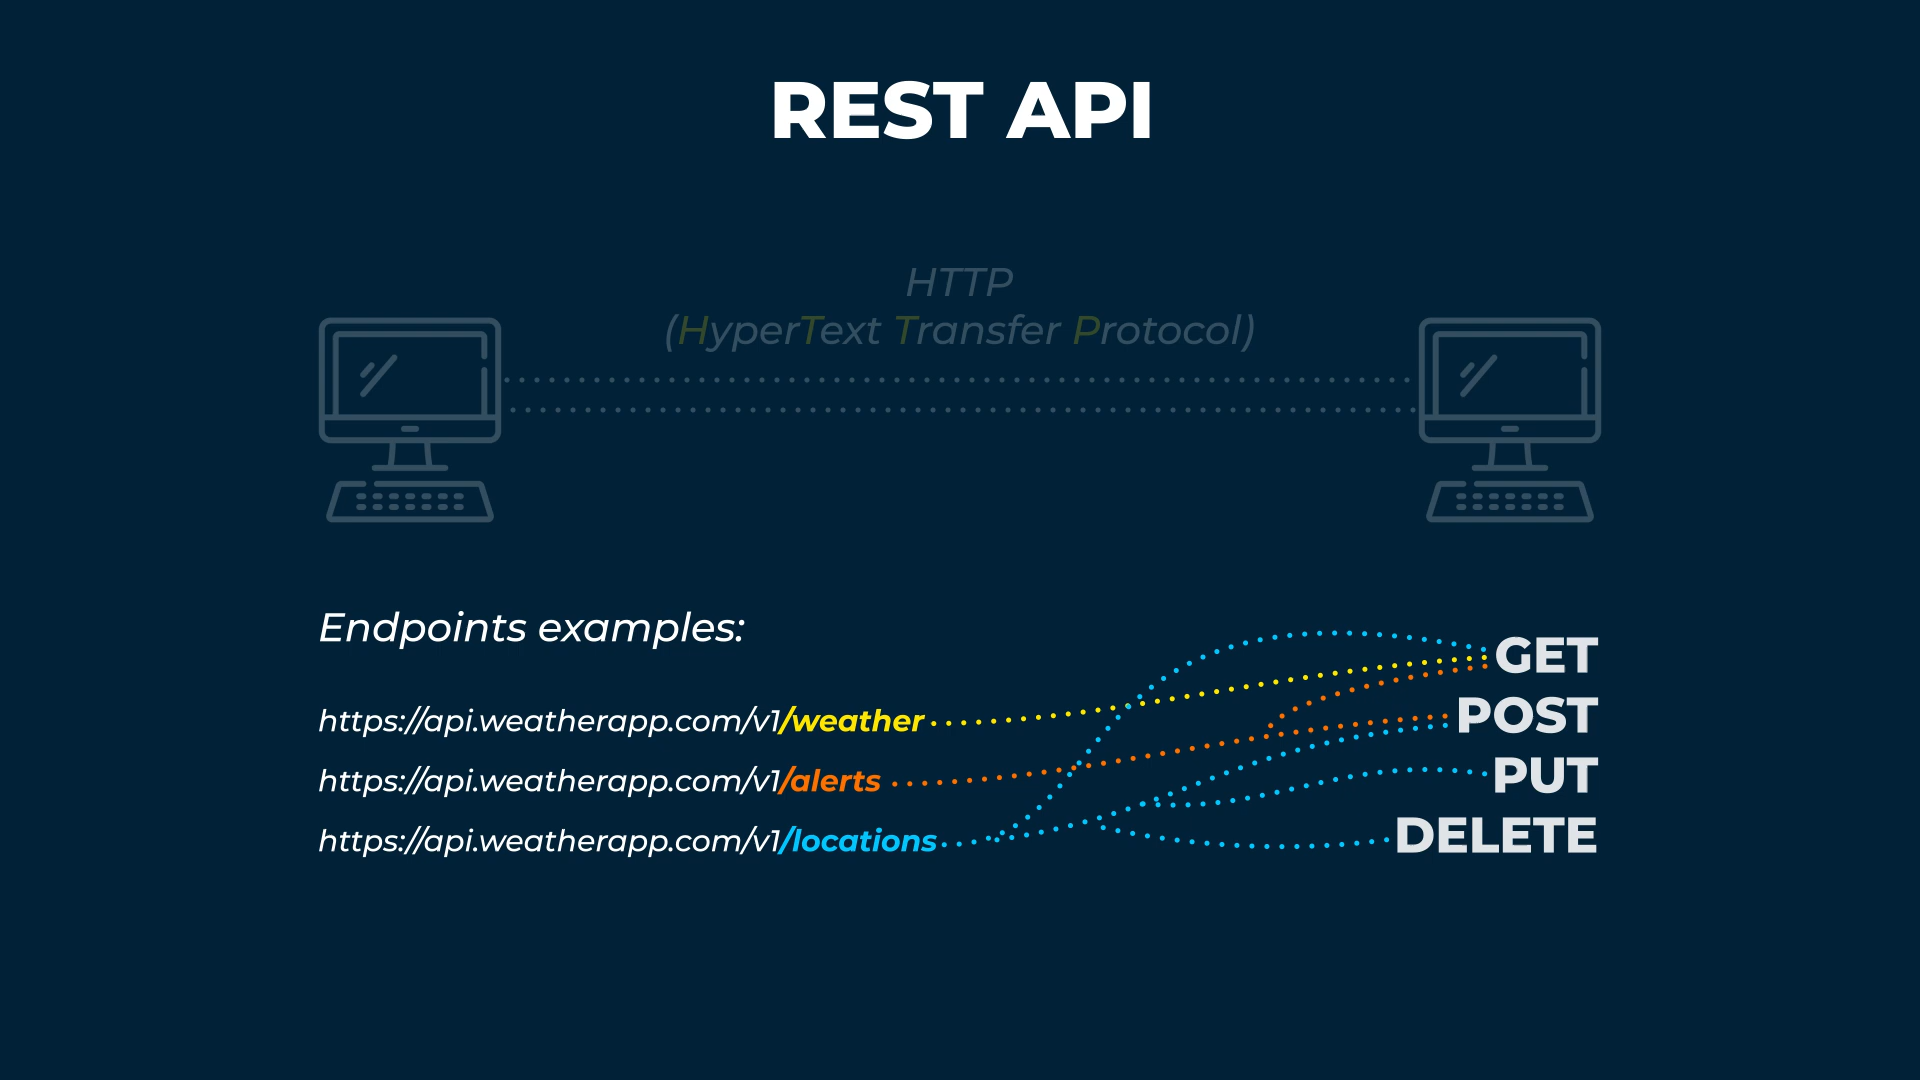 REST API
HTTP
(HyperText Transfer Protocol)
Endpoints examples:
https://api.weatherapp.com/v1/weather
https://api.weatherapp.com/v1/alerts
https://api.weatherapp.com/v1/locations
GET
POST
PUT
DELETE